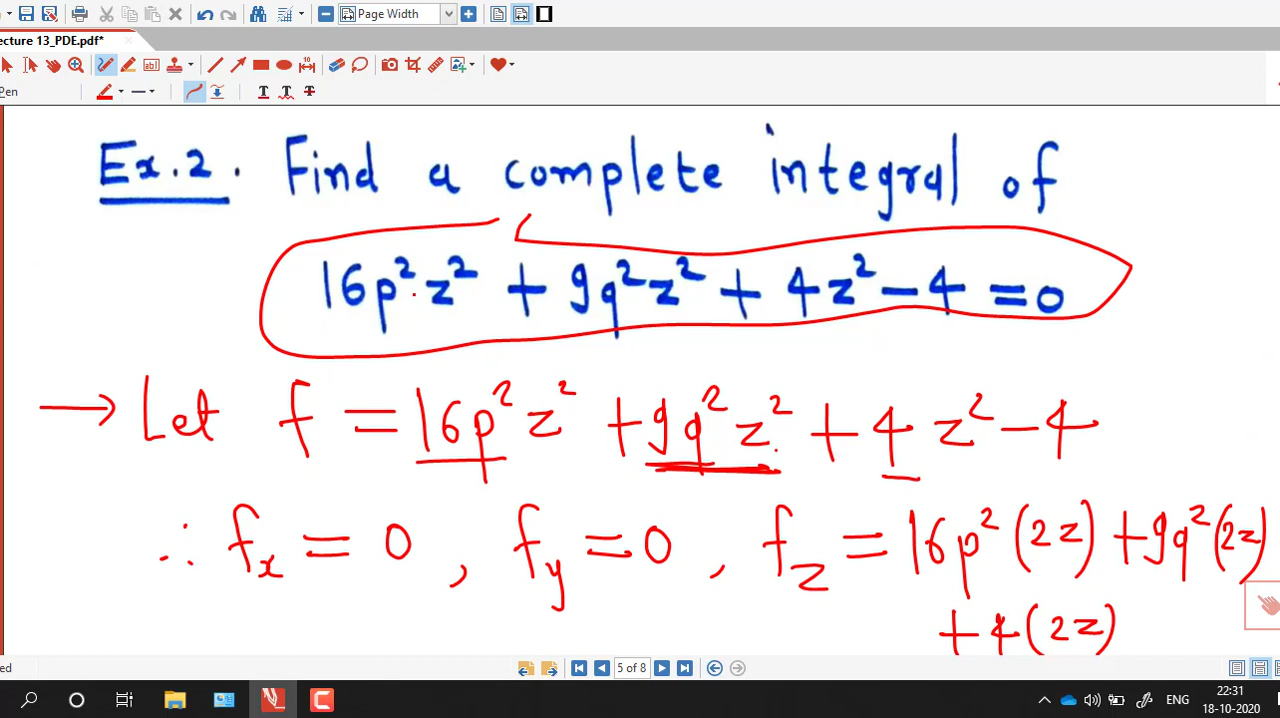 Page Width
ecture 13_PDE.pdf*
Pen
Ex.2. Find a complete integral of
16p²z² + 9q²z² + 4z² - 4 = 0
→ Let f = 16p²z² + 9q²z² + 4z² - 4
∴ fx = 0, fy = 0, fz = 16p²(2z) + 9q²(2z)
+ 4(2z)
ed
5 of 8
22:31
ENG
18-10-2020